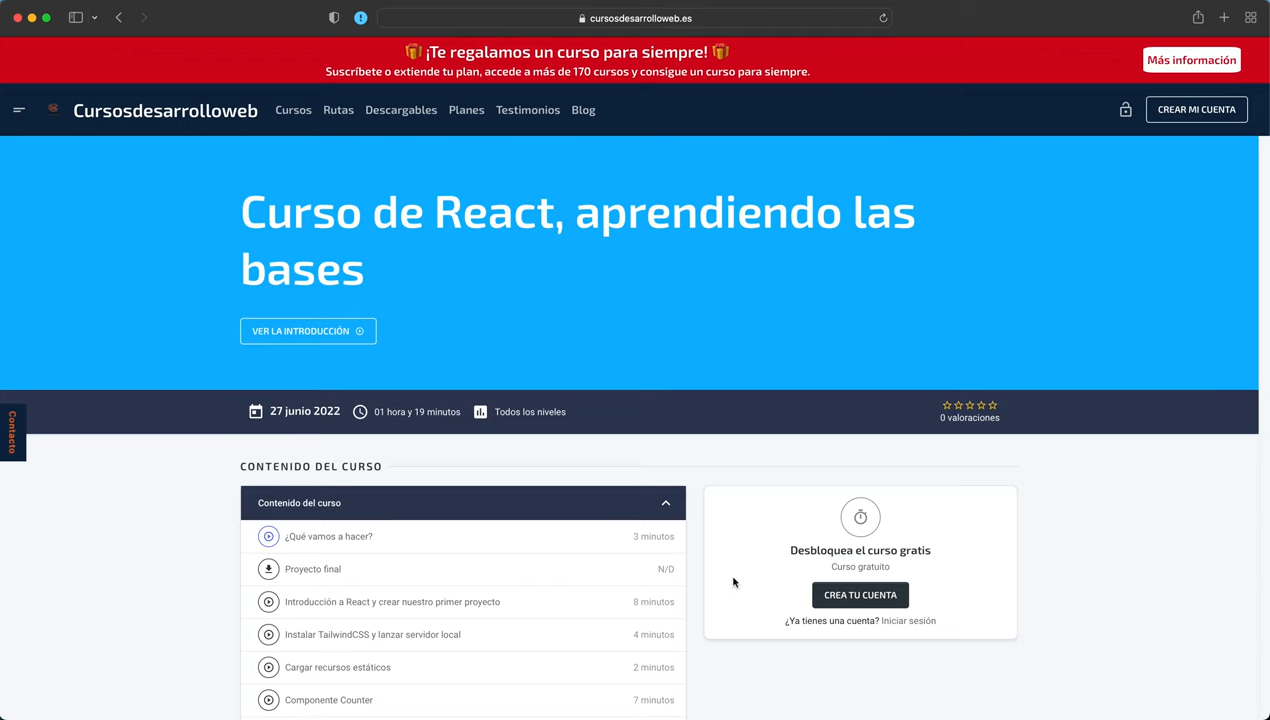 cursosdesarrolloweb.es
🎁 ¡Te regalamos un curso para siempre! 🎁
Suscríbete o extiende tu plan, accede a más de 170 cursos y consigue un curso para siempre.
Más información
Cursosdesarrolloweb
Cursos
Rutas
Descargables
Planes
Testimonios
Blog
CREAR MI CUENTA
Curso de React, aprendiendo las
bases
VER LA INTRODUCCIÓN
Contacto
27 junio 2022
01 hora y 19 minutos
Todos los niveles
0 valoraciones
CONTENIDO DEL CURSO
Contenido del curso
¿Qué vamos a hacer? 3 minutos
Proyecto final N/D
Introducción a React y crear nuestro primer proyecto 8 minutos
Instalar TailwindCSS y lanzar servidor local 4 minutos
Cargar recursos estáticos 2 minutos
Componente Counter 7 minutos
Desbloquea el curso gratis
Curso gratuito
CREA TU CUENTA
¿Ya tienes una cuenta? Iniciar sesión